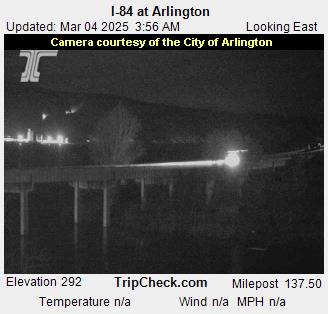 I-84 at Arlington
Updated: Mar 04 2025 3:56 AM Looking East
Camera courtesy of the City of Arlington
Elevation 292 TripCheck.com Milepost 137.50
Temperature n/a Wind n/a MPH n/a